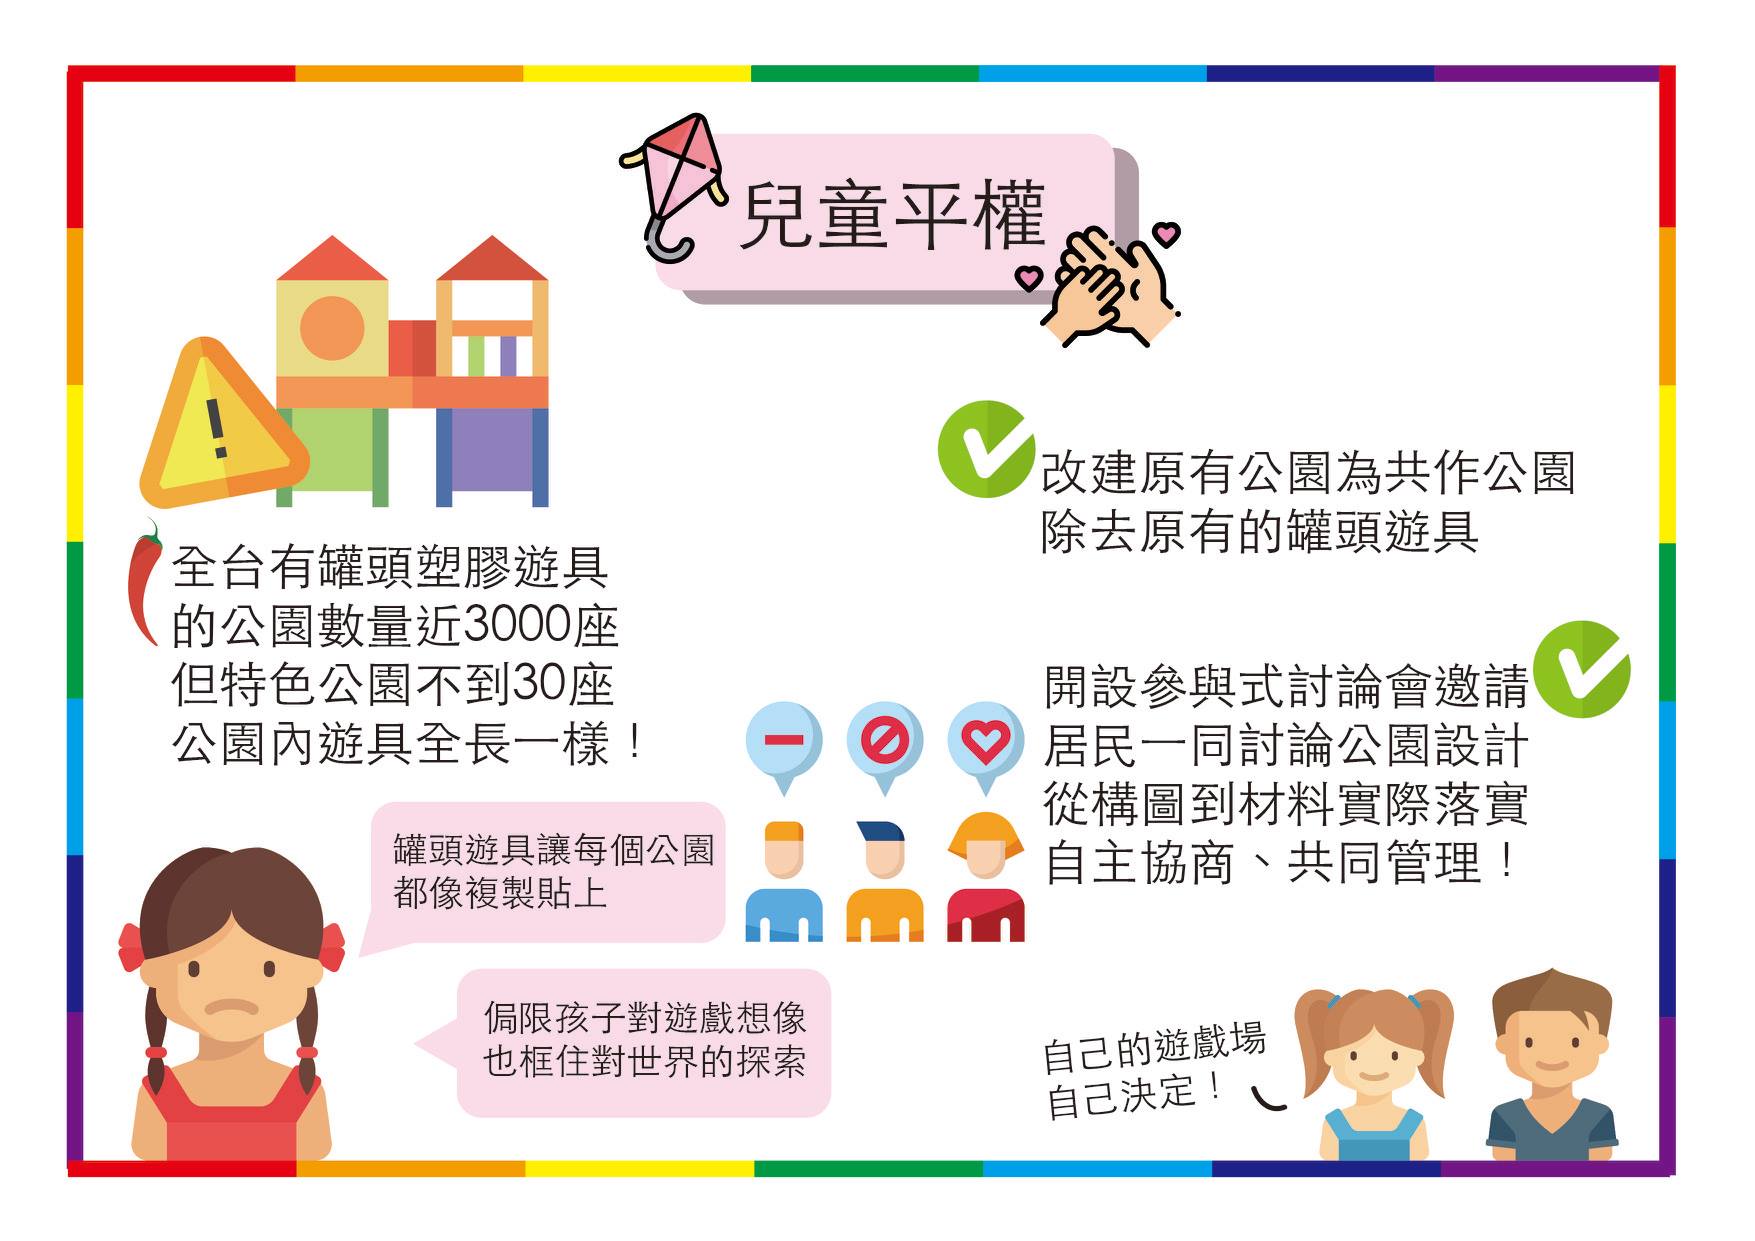 兒童平權
全台有罐頭塑膠遊具
的公園數量近3000座
但特色公園不到30座
公園內遊具全長一樣！
罐頭遊具讓每個公園
都像複製貼上
侷限孩子對遊戲想像
也框住對世界的探索
改建原有公園為共作公園
除去原有的罐頭遊具
開設參與式討論會邀請
居民一同討論公園設計
從構圖到材料實際落實
自主協商、共同管理！
自己的遊戲場
自己決定！